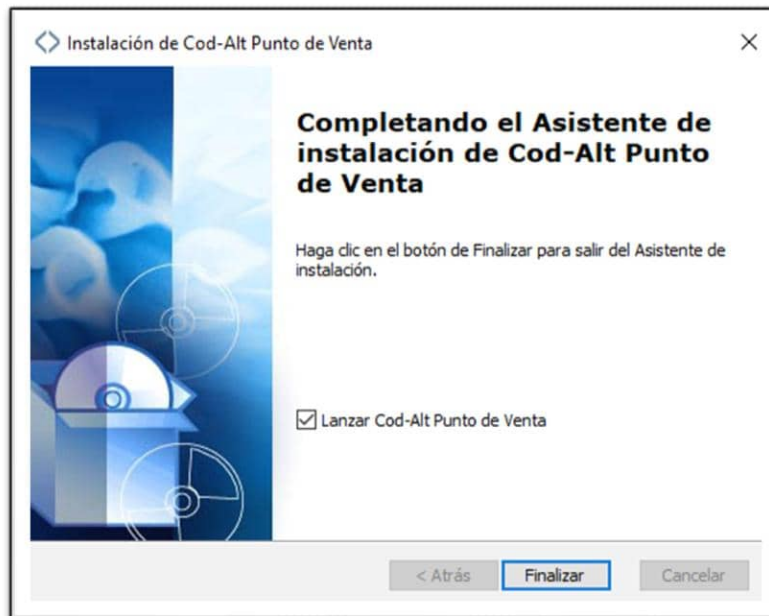 Instalación de Cod-Alt Punto de Venta
Completando el Asistente de
instalación de Cod-Alt Punto
de Venta
Haga clic en el botón de Finalizar para salir del Asistente de
instalación.
Lanzar Cod-Alt Punto de Venta
< Atrás
Finalizar
Cancelar